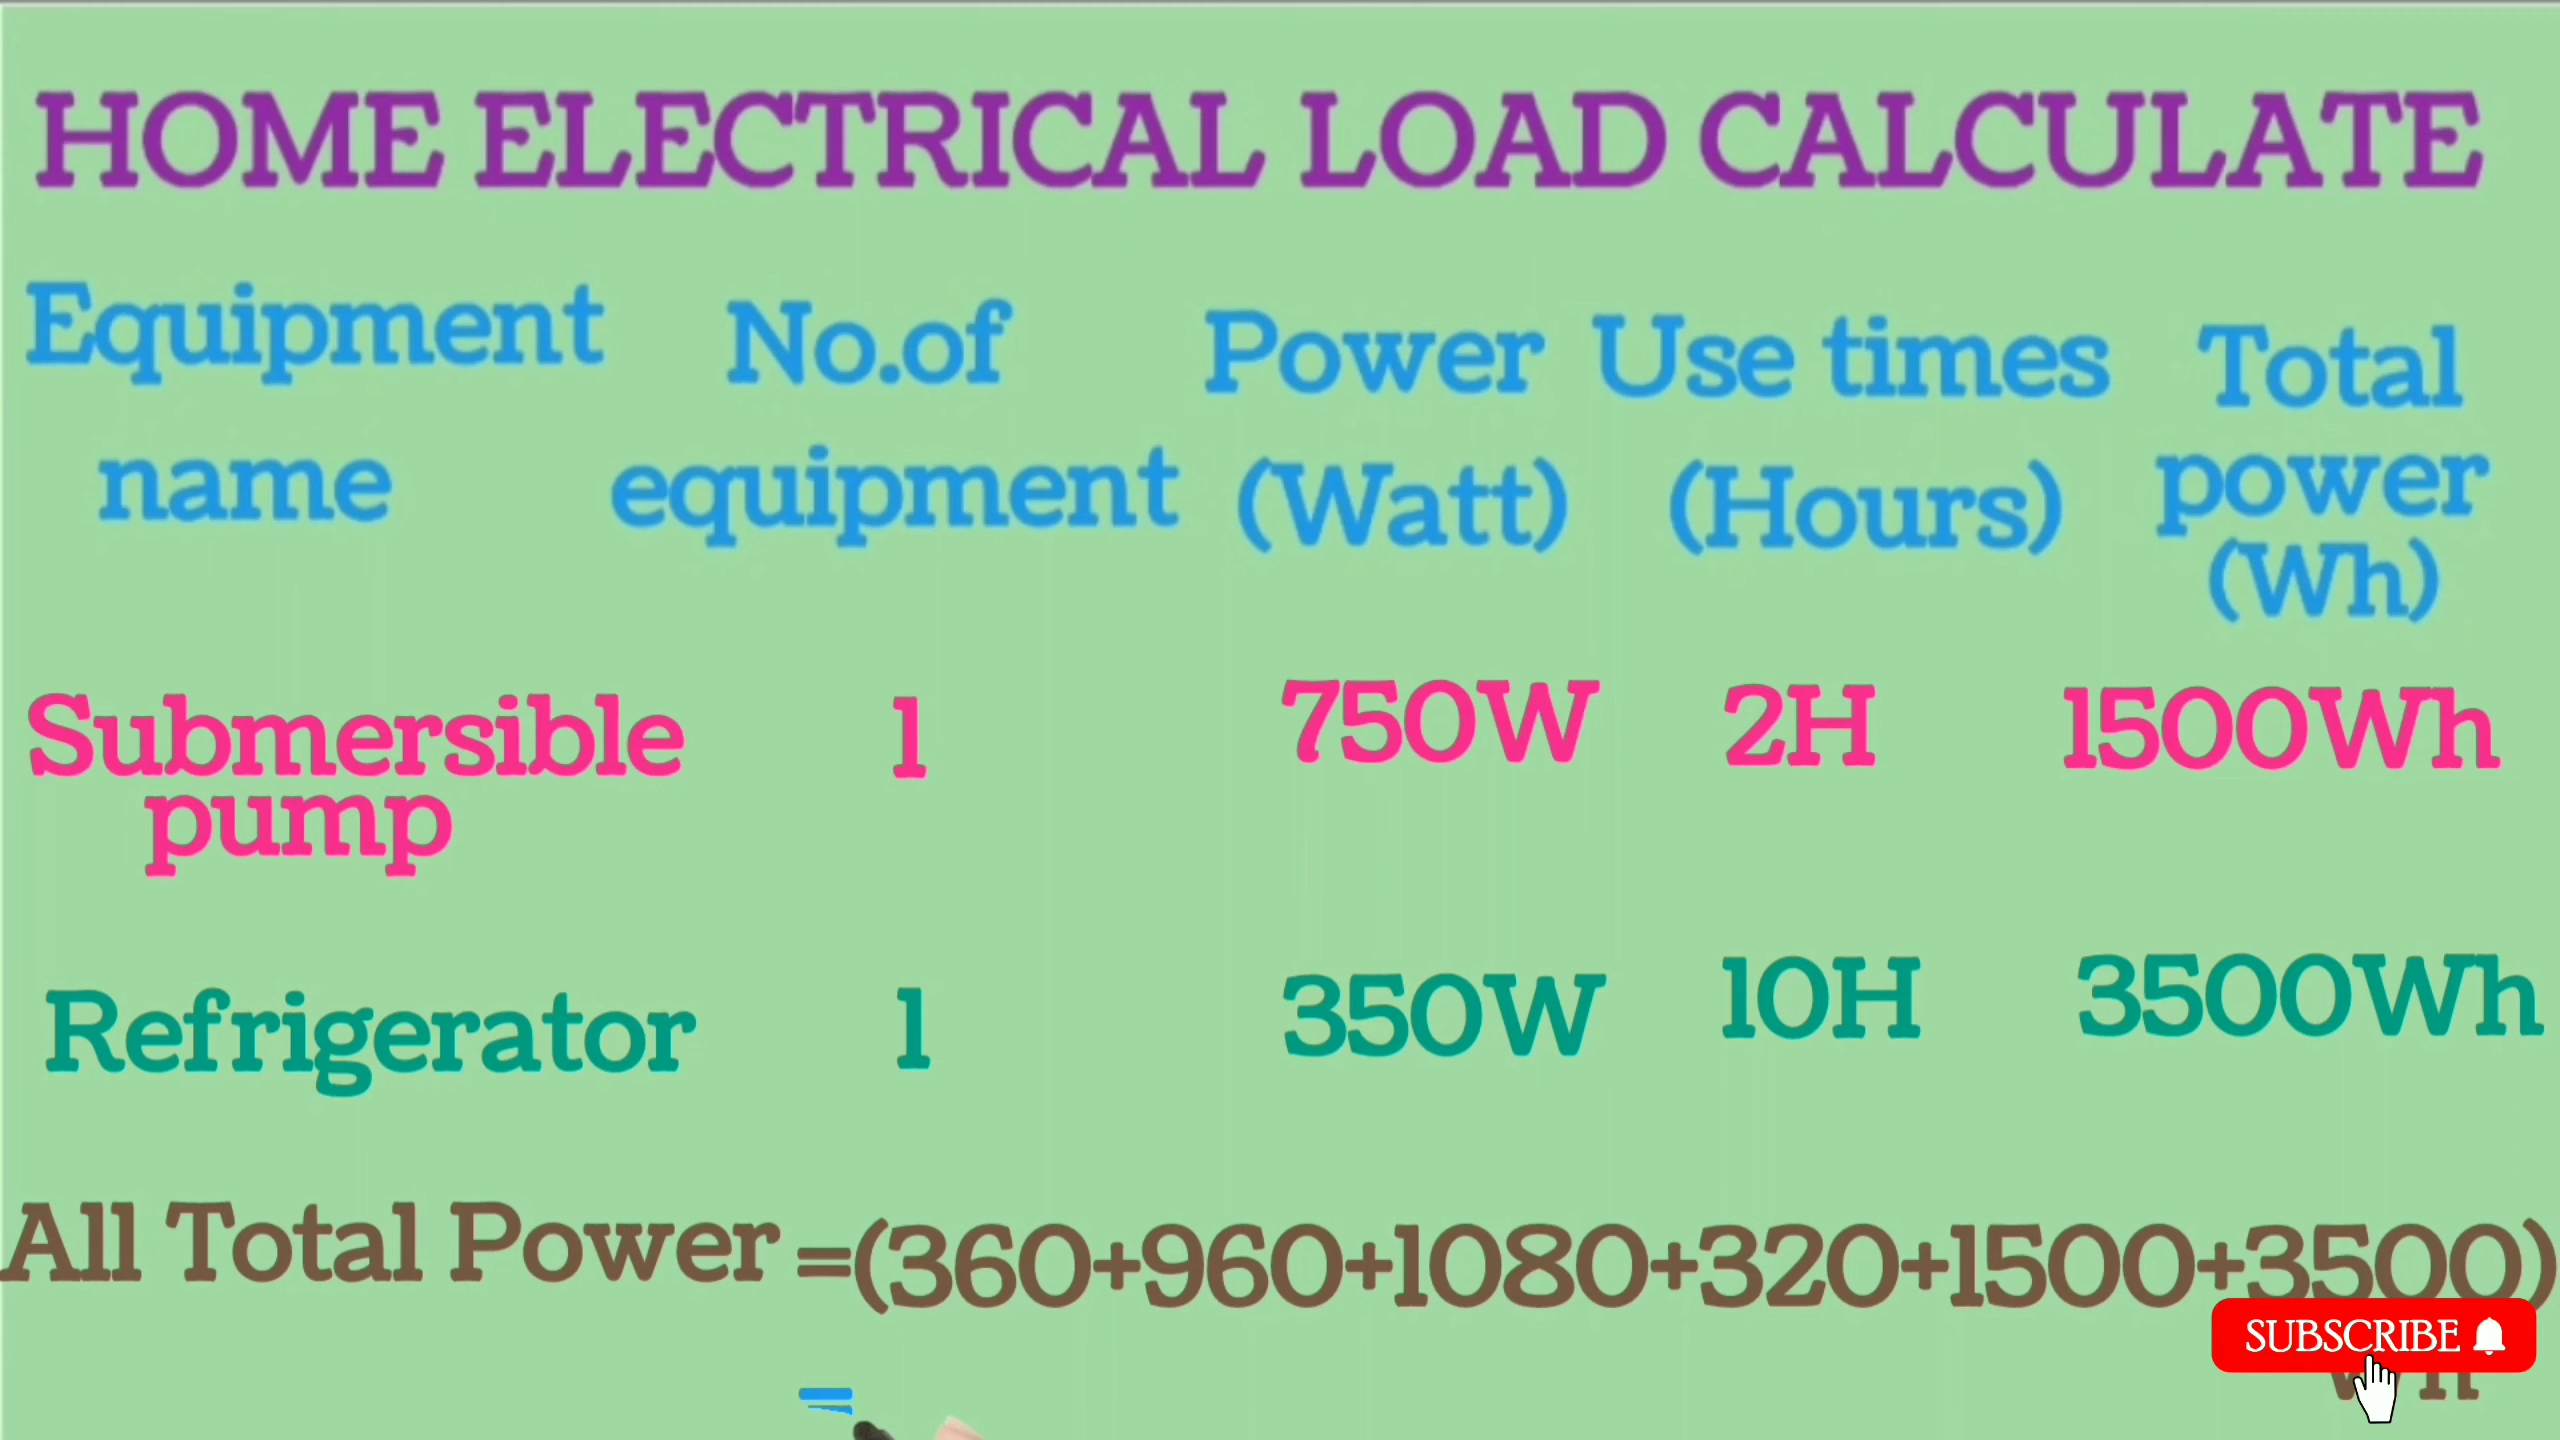 HOME ELECTRICAL LOAD CALCULATE
Equipment name
No.of equipment
Power (Watt)
Use times (Hours)
Total power (Wh)
Submersible pump 1 750W 2H 1500Wh
Refrigerator 1 350W 10H 3500Wh
All Total Power =(360+960+1080+320+1500+3500)
SUBSCRIBE
=